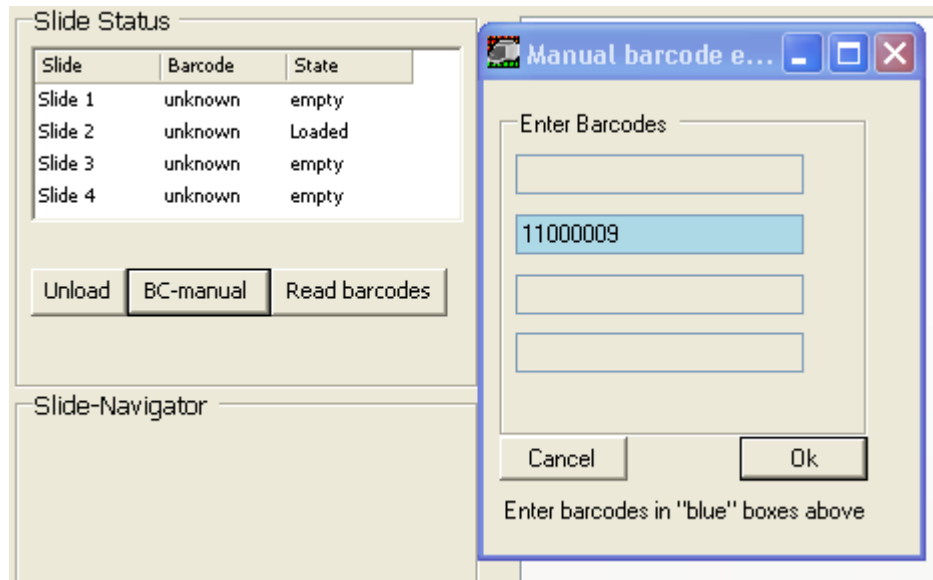 Slide Status
Slide Barcode State
Slide 1 unknown empty
Slide 2 unknown Loaded
Slide 3 unknown empty
Slide 4 unknown empty
Unload BC-manual Read barcodes
Slide-Navigator
Manual barcode e...
Enter Barcodes
11000009
Cancel Ok
Enter barcodes in "blue" boxes above